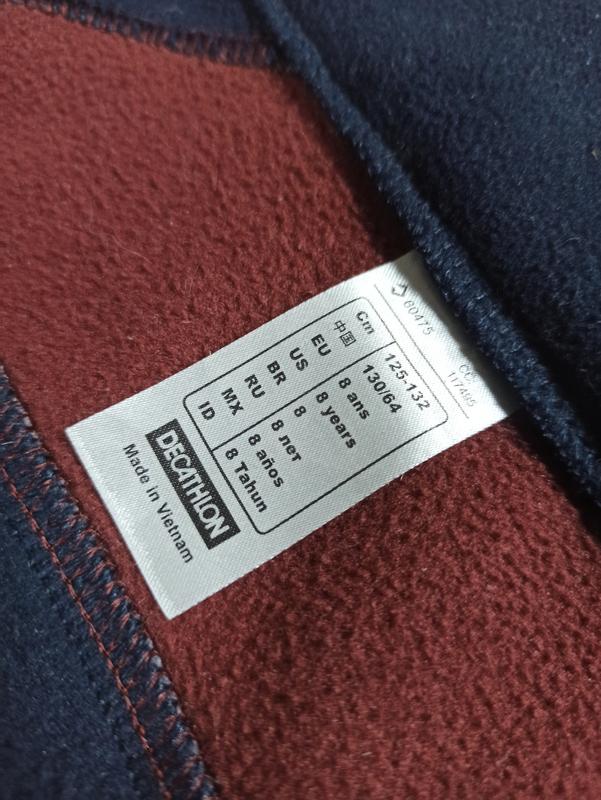 60475
CC
117495
Cm 125-132
中国 130/64
EU 8 ans
US 8 years
BR 8
RU 8 лет
MX 8 años
ID 8 Tahun
DECATHLON
Made in Vietnam